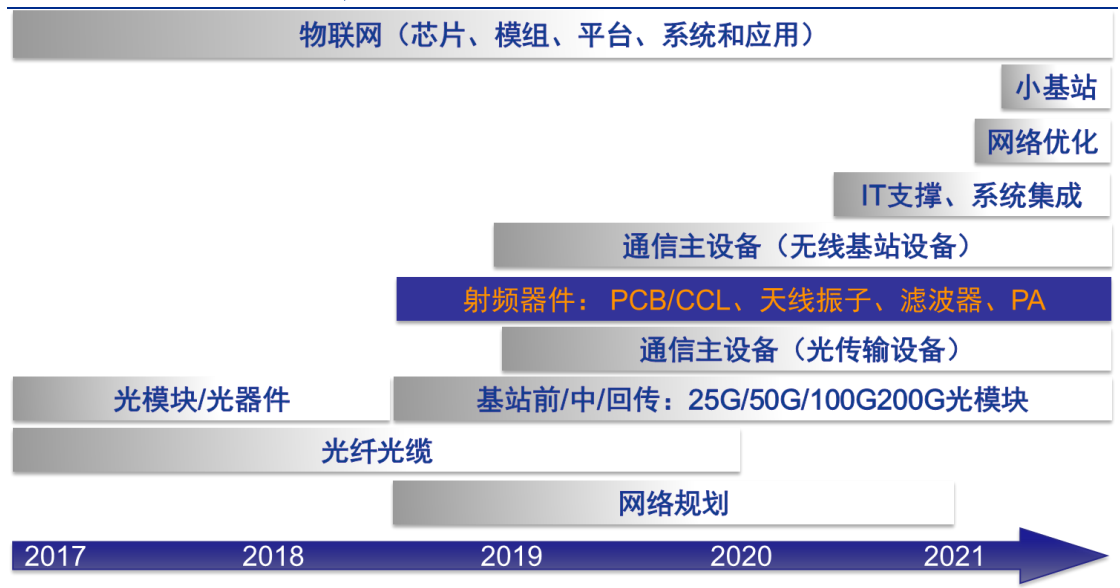 物联网（芯片、模组、平台、系统和应用）
小基站
网络优化
IT支撑、系统集成
通信主设备（无线基站设备）
射频器件： PCB/CCL、天线振子、滤波器、PA
通信主设备（光传输设备）
光模块/光器件
基站前/中/回传：25G/50G/100G200G光模块
光纤光缆
网络规划
2017 2018 2019 2020 2021